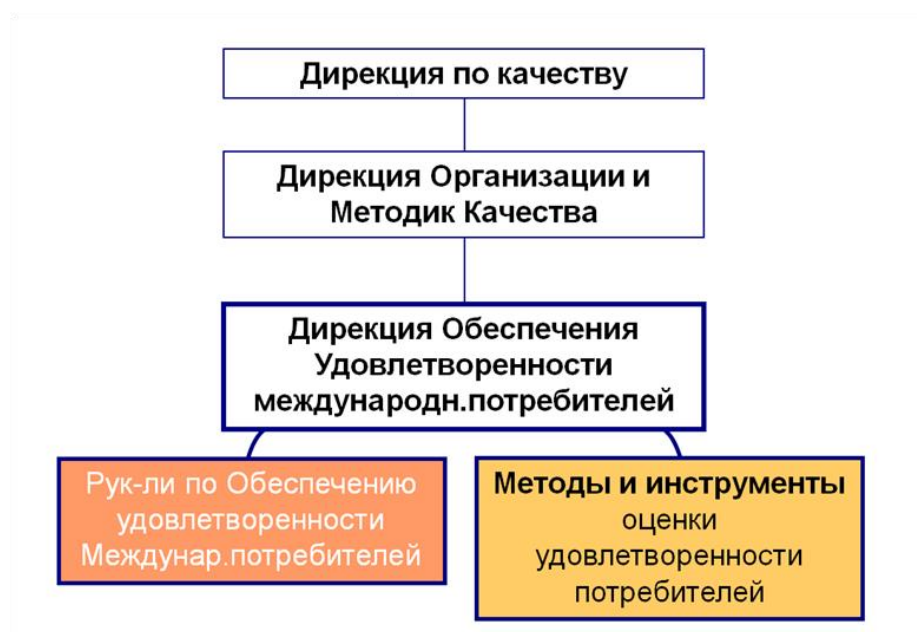 Дирекция по качеству
Дирекция Организации и
Методик Качества
Дирекция Обеспечения
Удовлетворенности
международн.потребителей
Рук-ли по Обеспечению
удовлетворенности
Междунар.потребителей
Методы и инструменты
оценки
удовлетворенности
потребителей